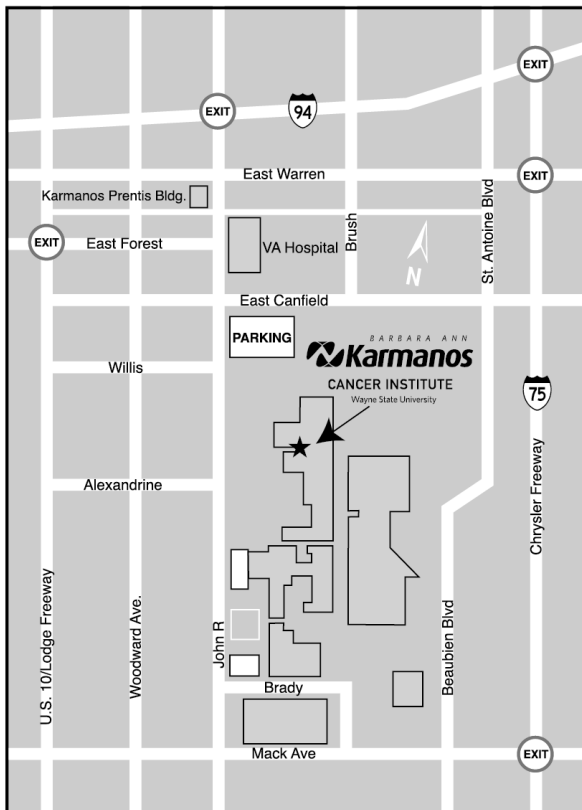 EXIT
EXIT
94
East Warren
EXIT
Karmanos Prentis Bldg.
EXIT
East Forest
VA Hospital
Brush
St. Antoine Blvd
N
East Canfield
PARKING
BARBARA ANN
Karmanos
CANCER INSTITUTE
Wayne State University
Willis
75
Alexandrine
Chrysler Freeway
U.S. 10/Lodge Freeway
Woodward Ave.
John R
Beaubien Blvd
Brady
Mack Ave
EXIT